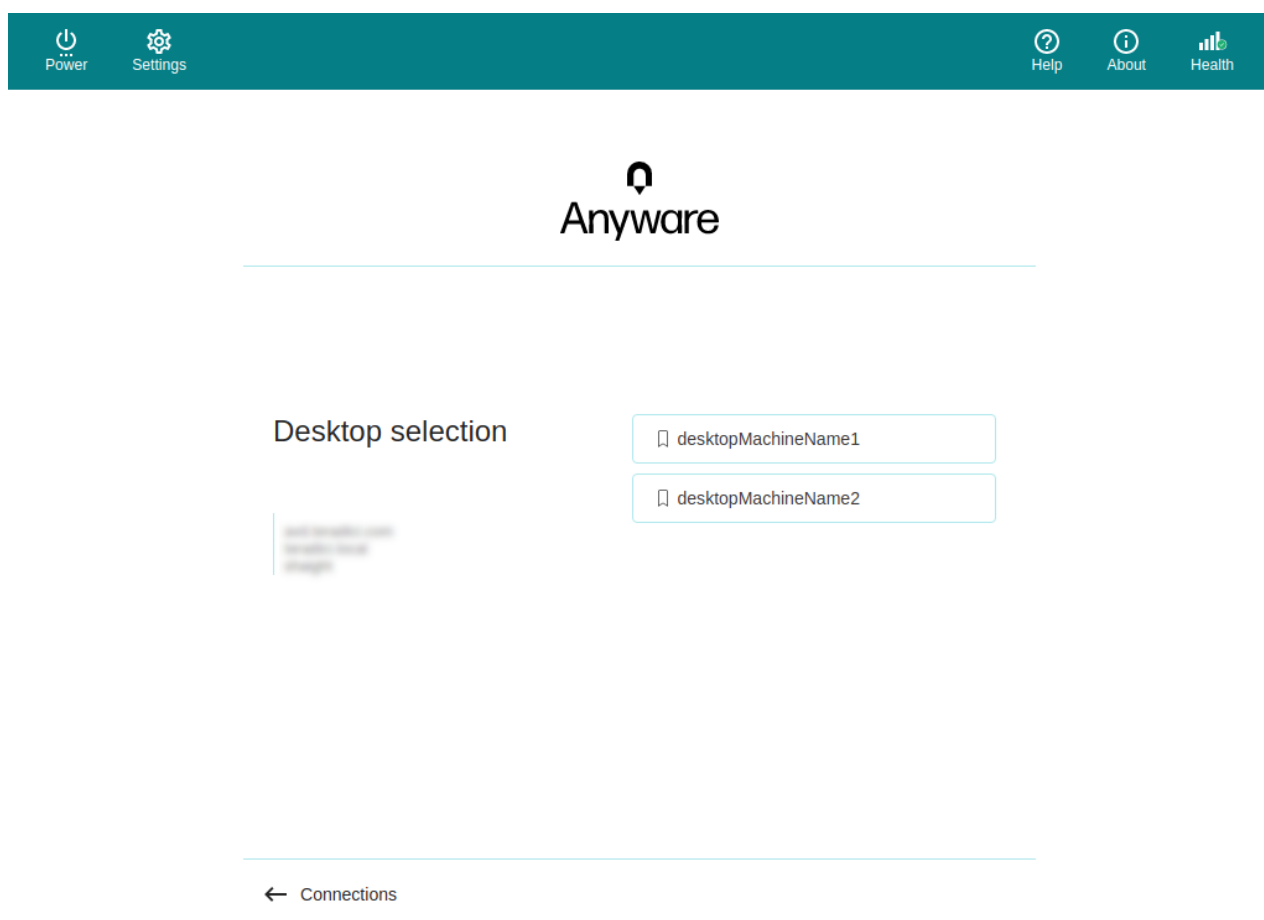 Power Settings Help About Health
Anyware
Desktop selection
desktopMachineName1
desktopMachineName2
Connections